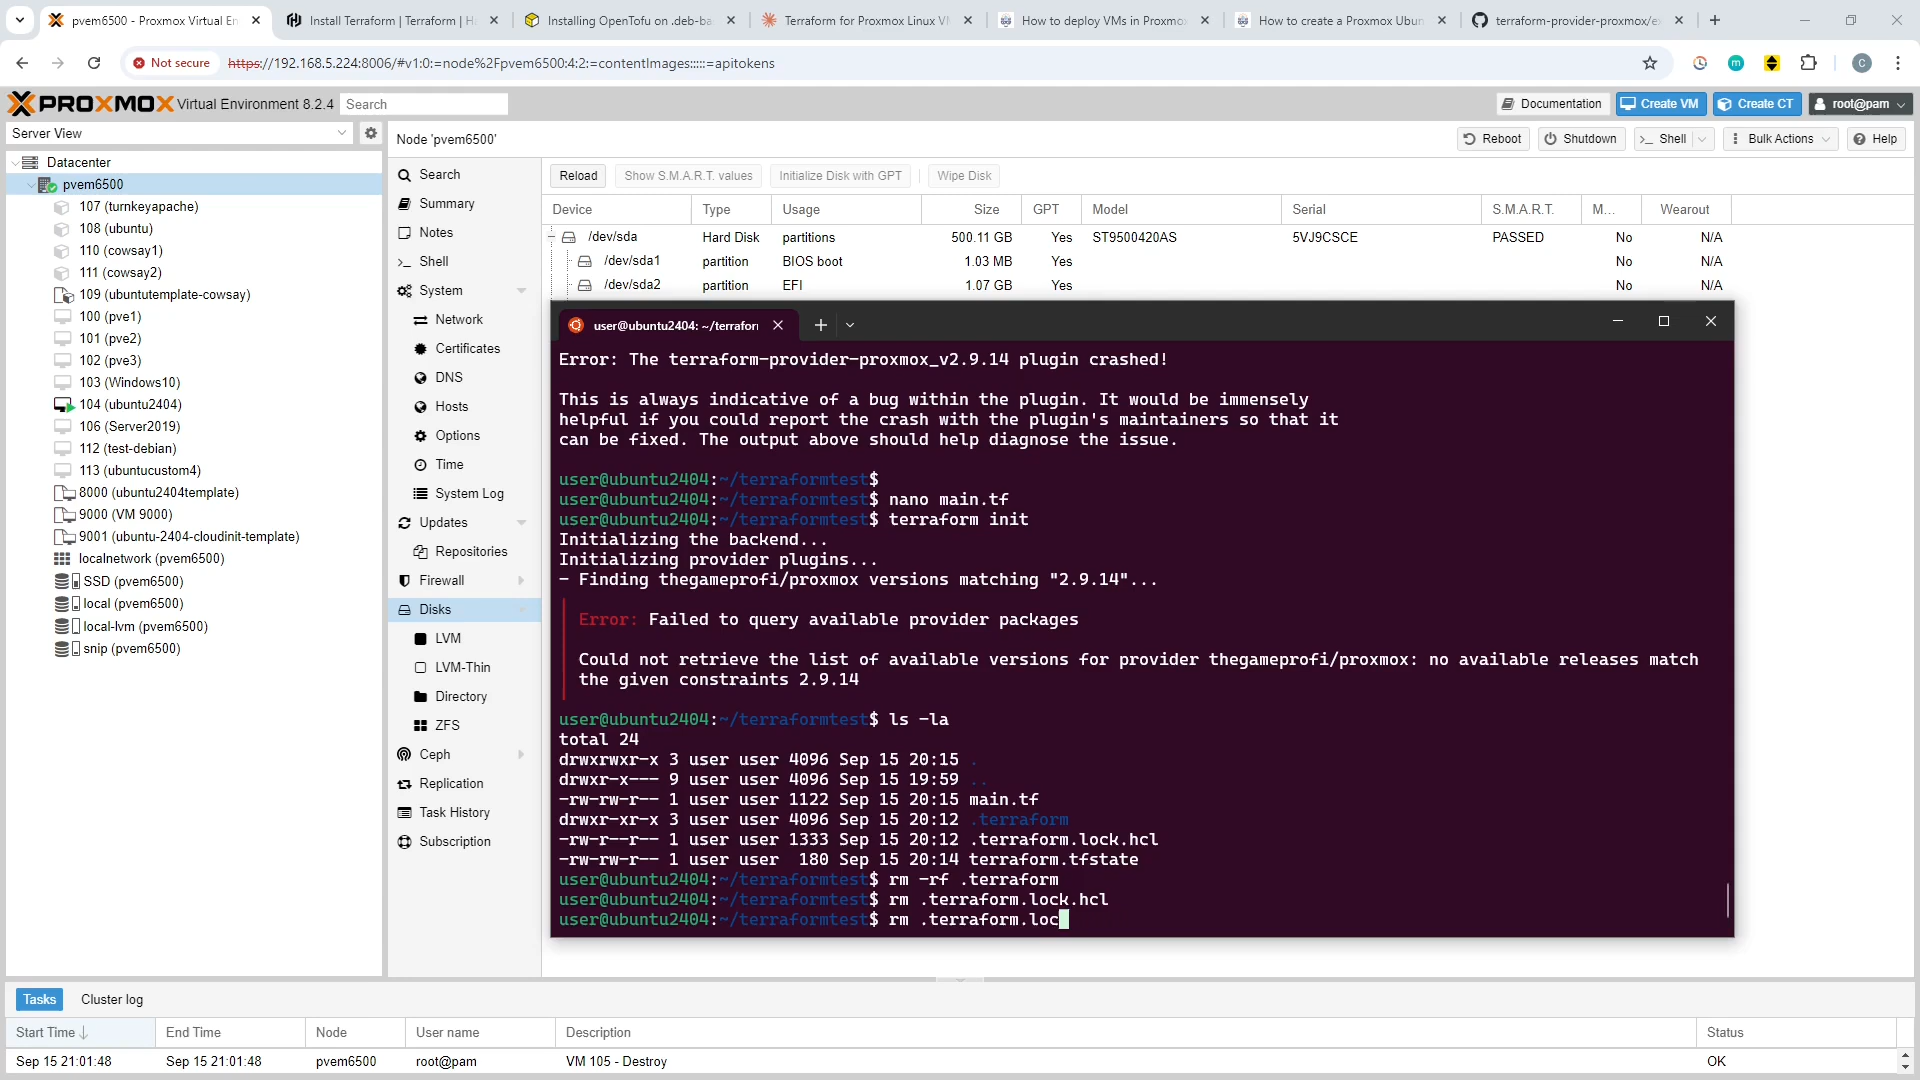 pvem6500 - Proxmox Virtual En
Install Terraform | Terraform | H
Installing OpenTofu on .deb-ba
Terraform for Proxmox Linux V
How to deploy VMs in Proxmo
How to create a Proxmox Ubun
terraform-provider-proxmox/e
Not secure
https://192.168.5.224:8006/#v1:0:=node%2Fpvem6500:4:2:=contentImages:::::=apitokens
m
C
PROXMOX Virtual Environment 8.2.4
Search
Documentation
Create VM
Create CT
root@pam
Server View
Node 'pvem6500'
Reboot
Shutdown
>_ Shell
Bulk Actions
Help
Datacenter
pvem6500
107 (turnkeyapache)
108 (ubuntu)
110 (cowsay1)
111 (cowsay2)
109 (ubuntutemplate-cowsay)
100 (pve1)
101 (pve2)
102 (pve3)
103 (Windows10)
104 (ubuntu2404)
106 (Server2019)
112 (test-debian)
113 (ubuntucustom4)
8000 (ubuntu2404template)
9000 (VM 9000)
9001 (ubuntu-2404-cloudinit-template)
localnetwork (pvem6500)
SSD (pvem6500)
local (pvem6500)
local-lvm (pvem6500)
snip (pvem6500)
Search
Summary
Notes
>_ Shell
System
Network
Certificates
DNS
Hosts
Options
Time
System Log
Updates
Repositories
Firewall
Disks
LVM
LVM-Thin
Directory
ZFS
Ceph
Replication
Task History
Subscription
Reload
Show S.M.A.R.T. values
Initialize Disk with GPT
Wipe Disk
Device Type Usage Size GPT Model Serial S.M.A.R.T. M... Wearout
/dev/sda Hard Disk partitions 500.11 GB Yes ST9500420AS 5VJ9CSCE PASSED No N/A
/dev/sda1 partition BIOS boot 1.03 MB Yes No N/A
/dev/sda2 partition EFI 1.07 GB Yes No N/A
user@ubuntu2404: ~/terrafor
Error: The terraform-provider-proxmox_v2.9.14 plugin crashed!
This is always indicative of a bug within the plugin. It would be immensely
helpful if you could report the crash with the plugin's maintainers so that it
can be fixed. The output above should help diagnose the issue.
user@ubuntu2404:~/terraformtest$
user@ubuntu2404:~/terraformtest$ nano main.tf
user@ubuntu2404:~/terraformtest$ terraform init
Initializing the backend...
Initializing provider plugins...
- Finding thegameprofi/proxmox versions matching "2.9.14"...
Error: Failed to query available provider packages
Could not retrieve the list of available versions for provider thegameprofi/proxmox: no available releases match
the given constraints 2.9.14
user@ubuntu2404:~/terraformtest$ ls -la
total 24
drwxrwxr-x 3 user user 4096 Sep 15 20:15 .
drwxr-x--- 9 user user 4096 Sep 15 19:59 ..
-rw-rw-r-- 1 user user 1122 Sep 15 20:15 main.tf
drwxr-xr-x 3 user user 4096 Sep 15 20:12 .terraform
-rw-r--r-- 1 user user 1333 Sep 15 20:12 .terraform.lock.hcl
-rw-rw-r-- 1 user user  180 Sep 15 20:14 terraform.tfstate
user@ubuntu2404:~/terraformtest$ rm -rf .terraform
user@ubuntu2404:~/terraformtest$ rm .terraform.lock.hcl
user@ubuntu2404:~/terraformtest$ rm .terraform.loc
Tasks
Cluster log
Start Time End Time Node User name Description Status
Sep 15 21:01:48 Sep 15 21:01:48 pvem6500 root@pam VM 105 - Destroy OK